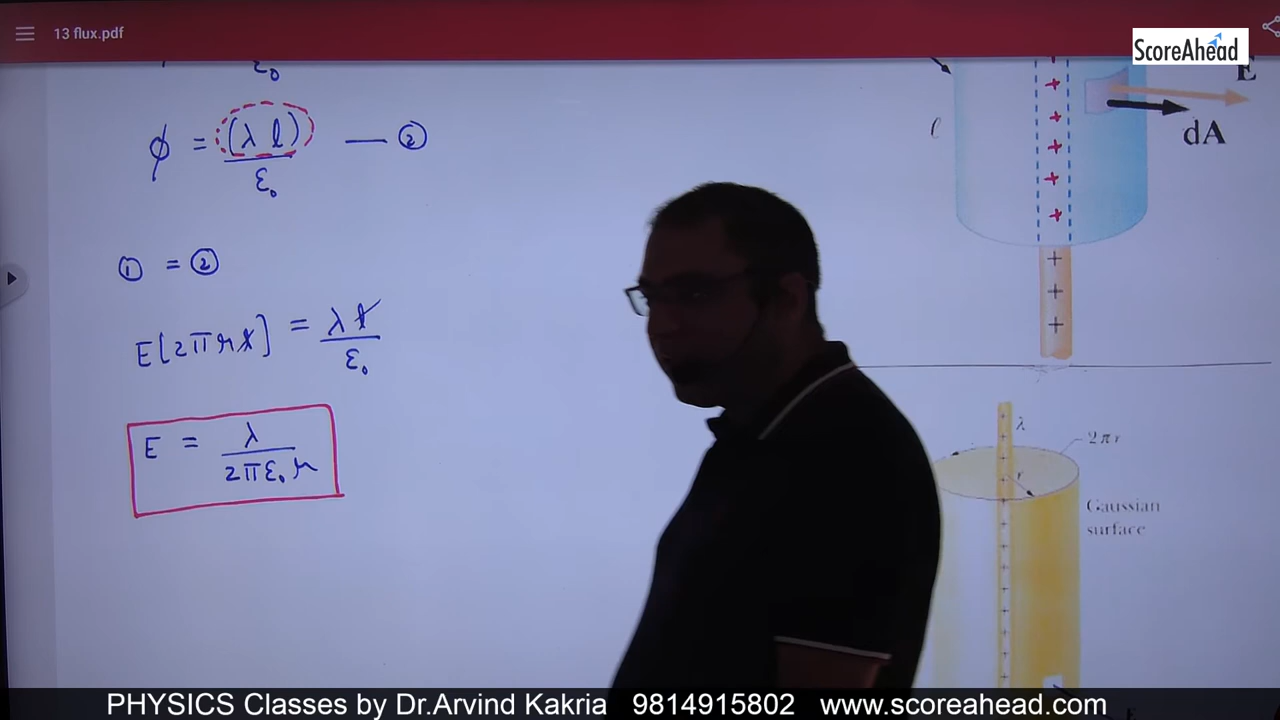 13 flux.pdf
ScoreAhead
ε₀
E
ϕ = (λ l) / ε₀ — ②
l
dA
① = ②
E[2πrl] = λl / ε₀
E = λ / 2πε₀r
+
+
+
+
+
+
+
+
λ
2πr
r
Gaussian
surface
PHYSICS Classes by Dr.Arvind Kakria 9814915802 www.scoreahead.com